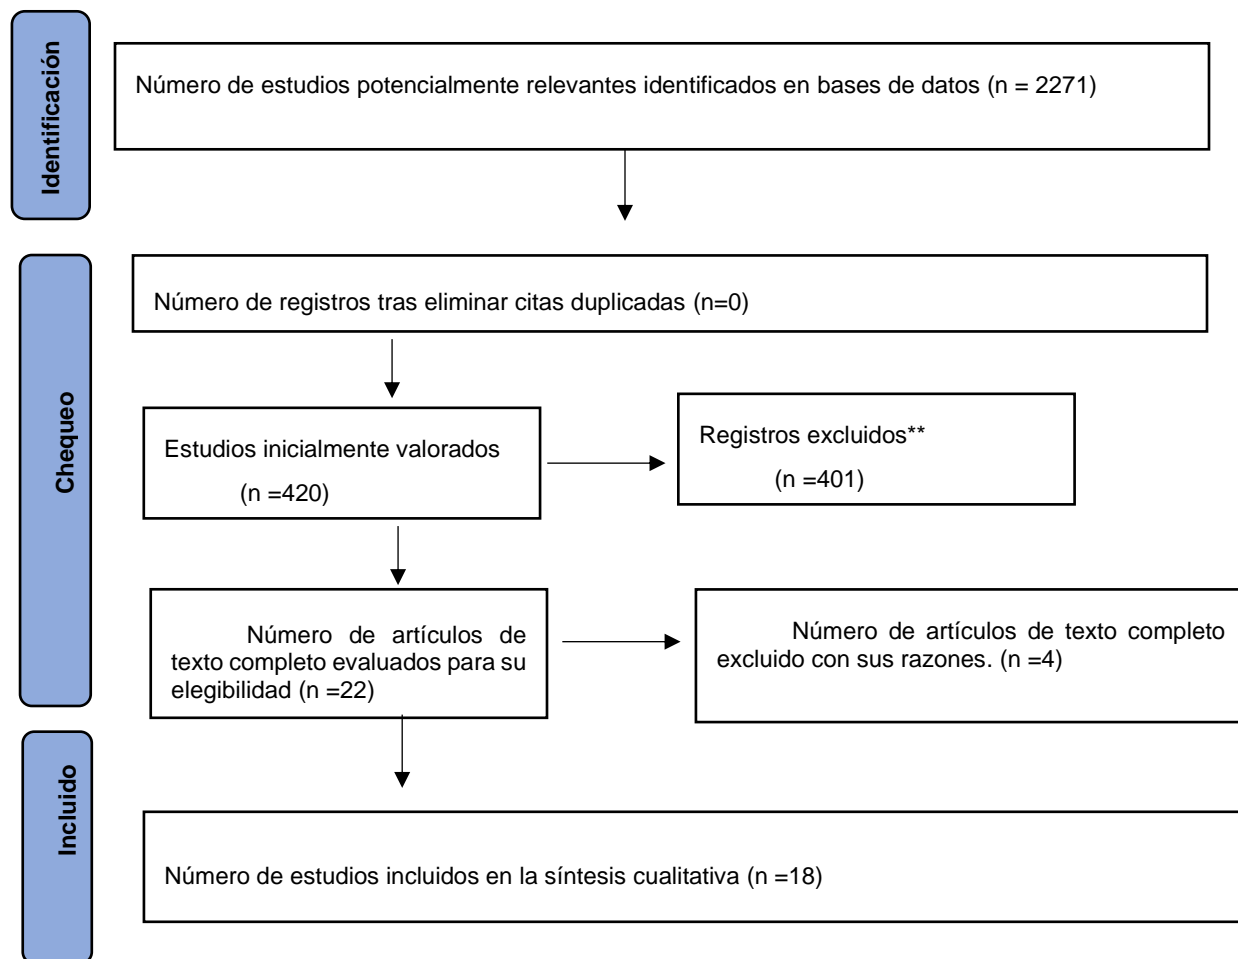 Identificación
Número de estudios potencialmente relevantes identificados en bases de datos (n = 2271)
Chequeo
Número de registros tras eliminar citas duplicadas (n=0)
Estudios inicialmente valorados
(n =420)
Registros excluidos**
(n =401)
Número de artículos de
texto completo evaluados para su
elegibilidad (n =22)
Número de artículos de texto completo
excluido con sus razones. (n =4)
Incluido
Número de estudios incluidos en la síntesis cualitativa (n =18)